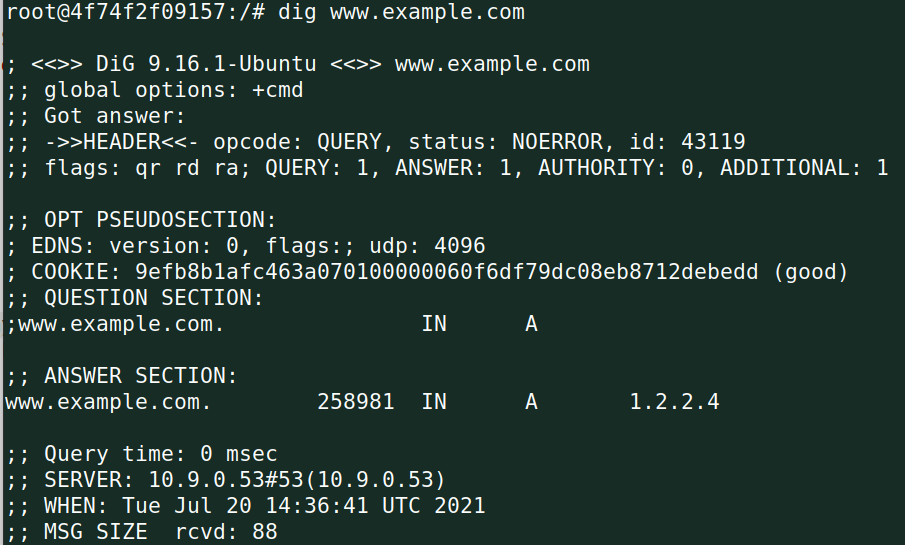 root@4f74f2f09157:/# dig www.example.com
; <<>> DiG 9.16.1-Ubuntu <<>> www.example.com
;; global options: +cmd
;; Got answer:
;; ->>HEADER<<- opcode: QUERY, status: NOERROR, id: 43119
;; flags: qr rd ra; QUERY: 1, ANSWER: 1, AUTHORITY: 0, ADDITIONAL: 1
;; OPT PSEUDOSECTION:
; EDNS: version: 0, flags:; udp: 4096
; COOKIE: 9efb8b1afc463a070100000060f6df79dc08eb8712debedd (good)
;; QUESTION SECTION:
;www.example.com. IN A
;; ANSWER SECTION:
www.example.com. 258981 IN A 1.2.2.4
;; Query time: 0 msec
;; SERVER: 10.9.0.53#53(10.9.0.53)
;; WHEN: Tue Jul 20 14:36:41 UTC 2021
;; MSG SIZE rcvd: 88